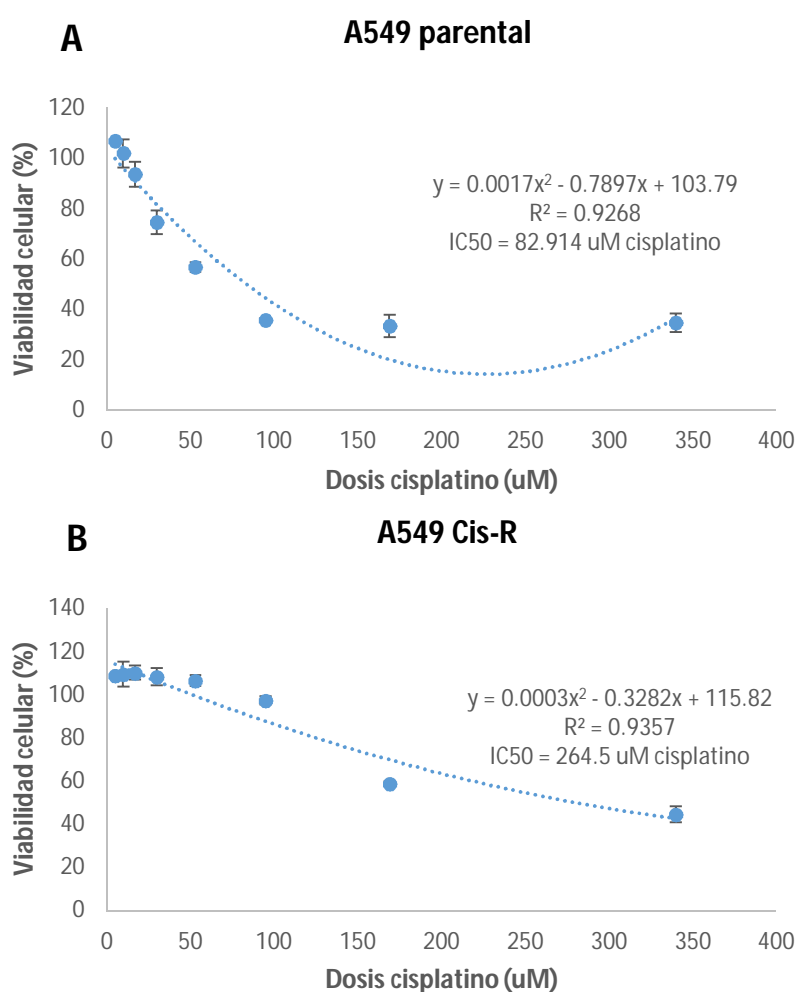 A
A549 parental
120
100
80
60
40
20
0
Viabilidad celular (%)
y = 0.0017x² - 0.7897x + 103.79
R² = 0.9268
IC50 = 82.914 uM cisplatino
0 50 100 150 200 250 300 350 400
Dosis cisplatino (uM)
B
A549 Cis-R
140
120
100
80
60
40
20
0
Viabilidad celular (%)
y = 0.0003x² - 0.3282x + 115.82
R² = 0.9357
IC50 = 264.5 uM cisplatino
0 50 100 150 200 250 300 350 400
Dosis cisplatino (uM)